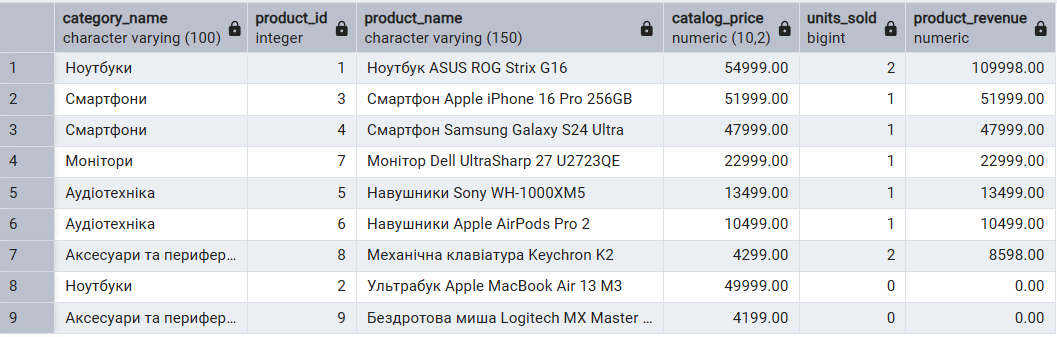 category_name product_id product_name catalog_price units_sold product_revenue
character varying (100) integer character varying (150) numeric (10,2) bigint numeric
1 Ноутбуки 1 Ноутбук ASUS ROG Strix G16 54999.00 2 109998.00
2 Смартфони 3 Смартфон Apple iPhone 16 Pro 256GB 51999.00 1 51999.00
3 Смартфони 4 Смартфон Samsung Galaxy S24 Ultra 47999.00 1 47999.00
4 Монітори 7 Монітор Dell UltraSharp 27 U2723QE 22999.00 1 22999.00
5 Аудіотехніка 5 Навушники Sony WH-1000XM5 13499.00 1 13499.00
6 Аудіотехніка 6 Навушники Apple AirPods Pro 2 10499.00 1 10499.00
7 Аксесуари та перифер... 8 Механічна клавіатура Keychron K2 4299.00 2 8598.00
8 Ноутбуки 2 Ультрабук Apple MacBook Air 13 M3 49999.00 0 0.00
9 Аксесуари та перифер... 9 Бездротова миша Logitech MX Master ... 4199.00 0 0.00